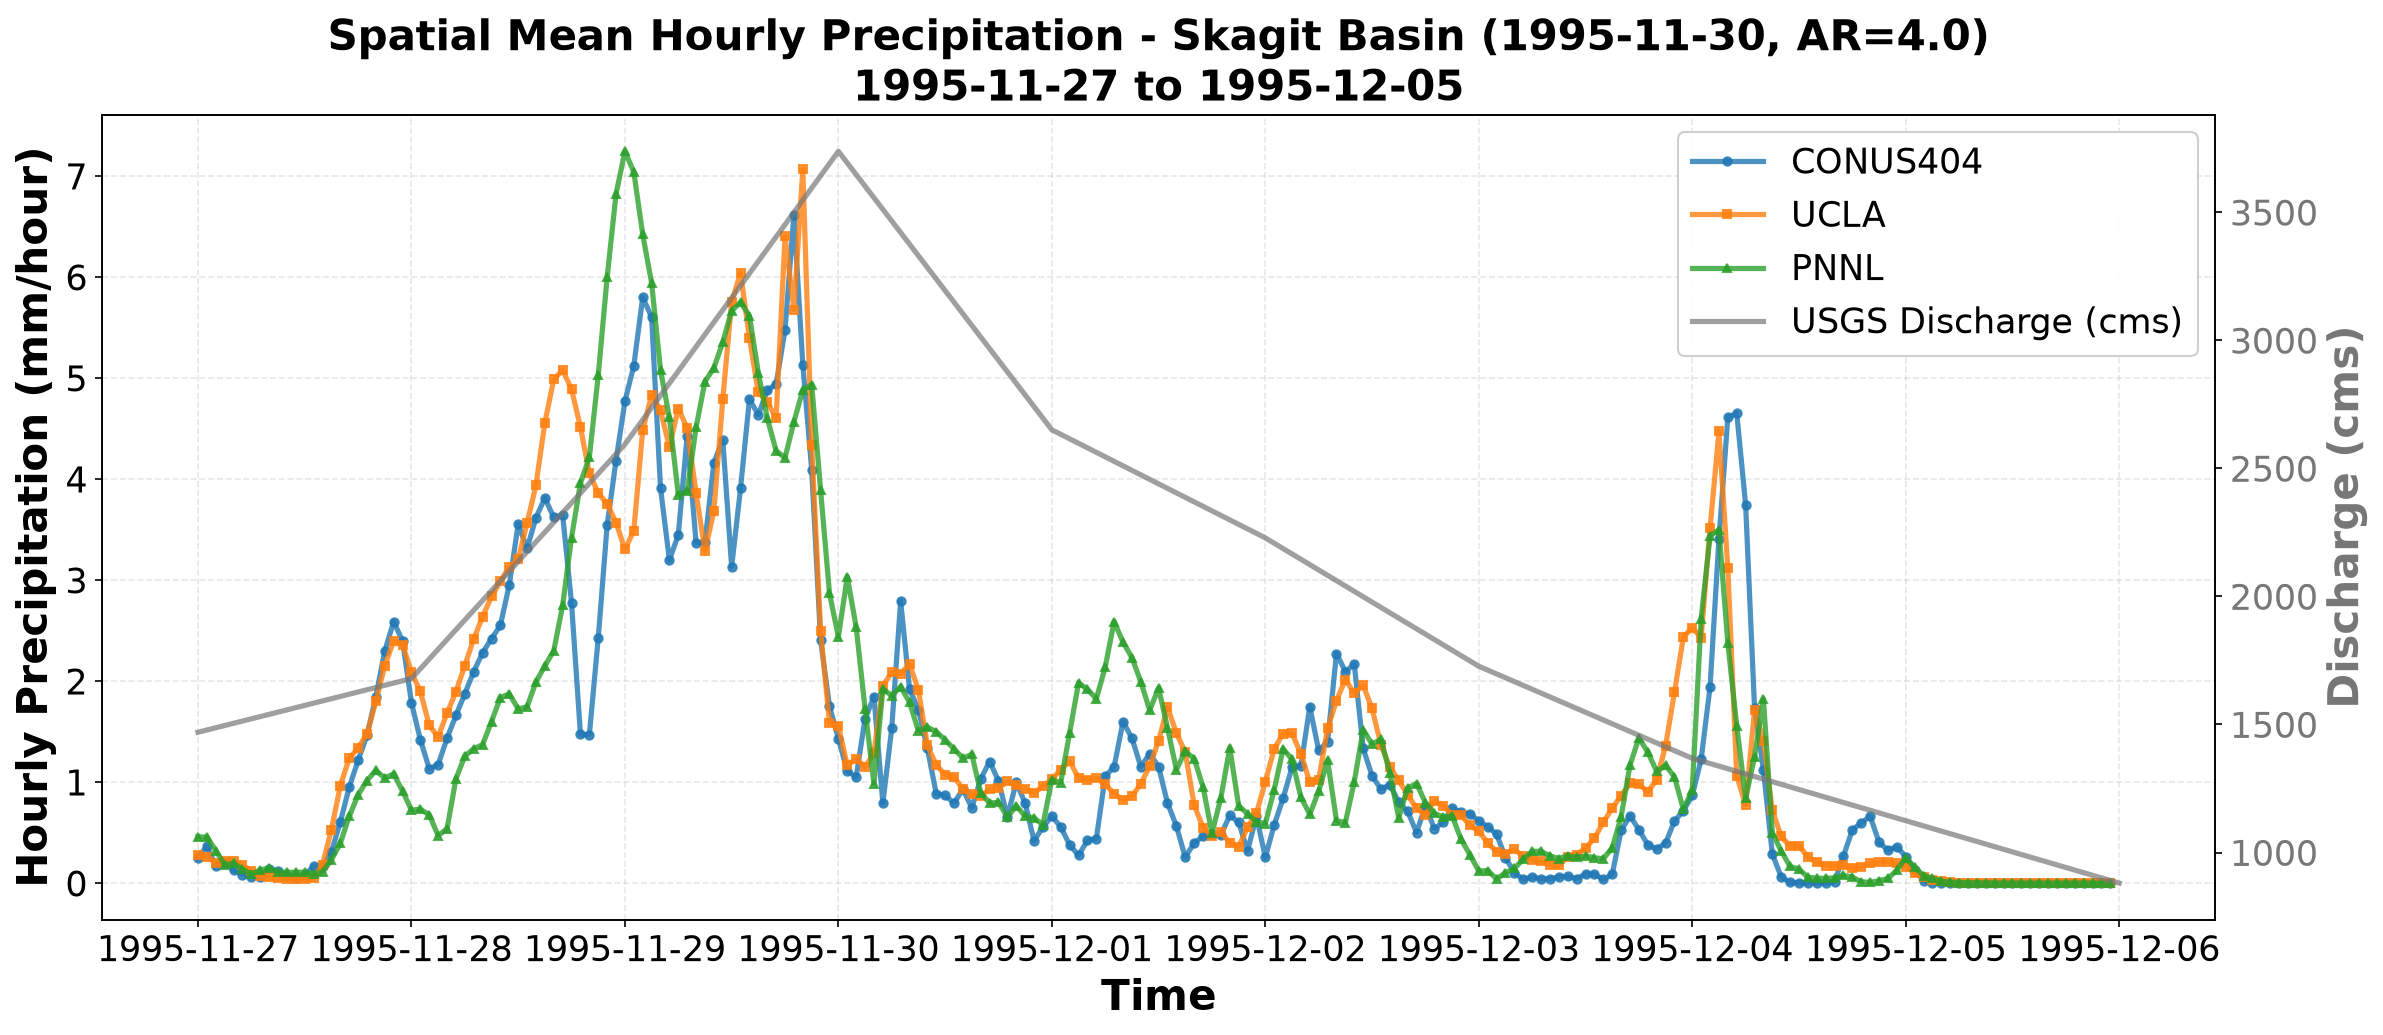 Spatial Mean Hourly Precipitation - Skagit Basin (1995-11-30, AR=4.0)
1995-11-27 to 1995-12-05
Hourly Precipitation (mm/hour)
7
6
5
4
3
2
1
0
CONUS404
UCLA
PNNL
USGS Discharge (cms)
3500
3000
2500
2000
1500
1000
Discharge (cms)
1995-11-27 1995-11-28 1995-11-29 1995-11-30 1995-12-01 1995-12-02 1995-12-03 1995-12-04 1995-12-05 1995-12-06
Time